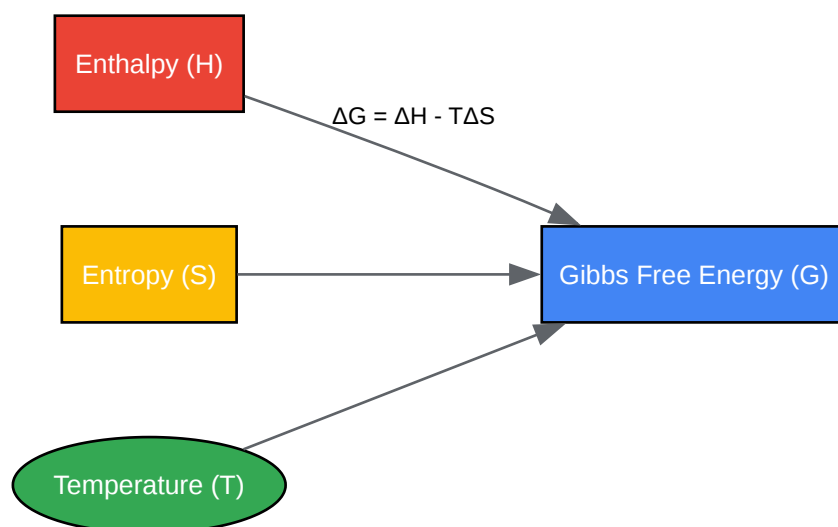 Enthalpy (H)
ΔG = ΔH - TΔS
Entropy (S)
Gibbs Free Energy (G)
Temperature (T)